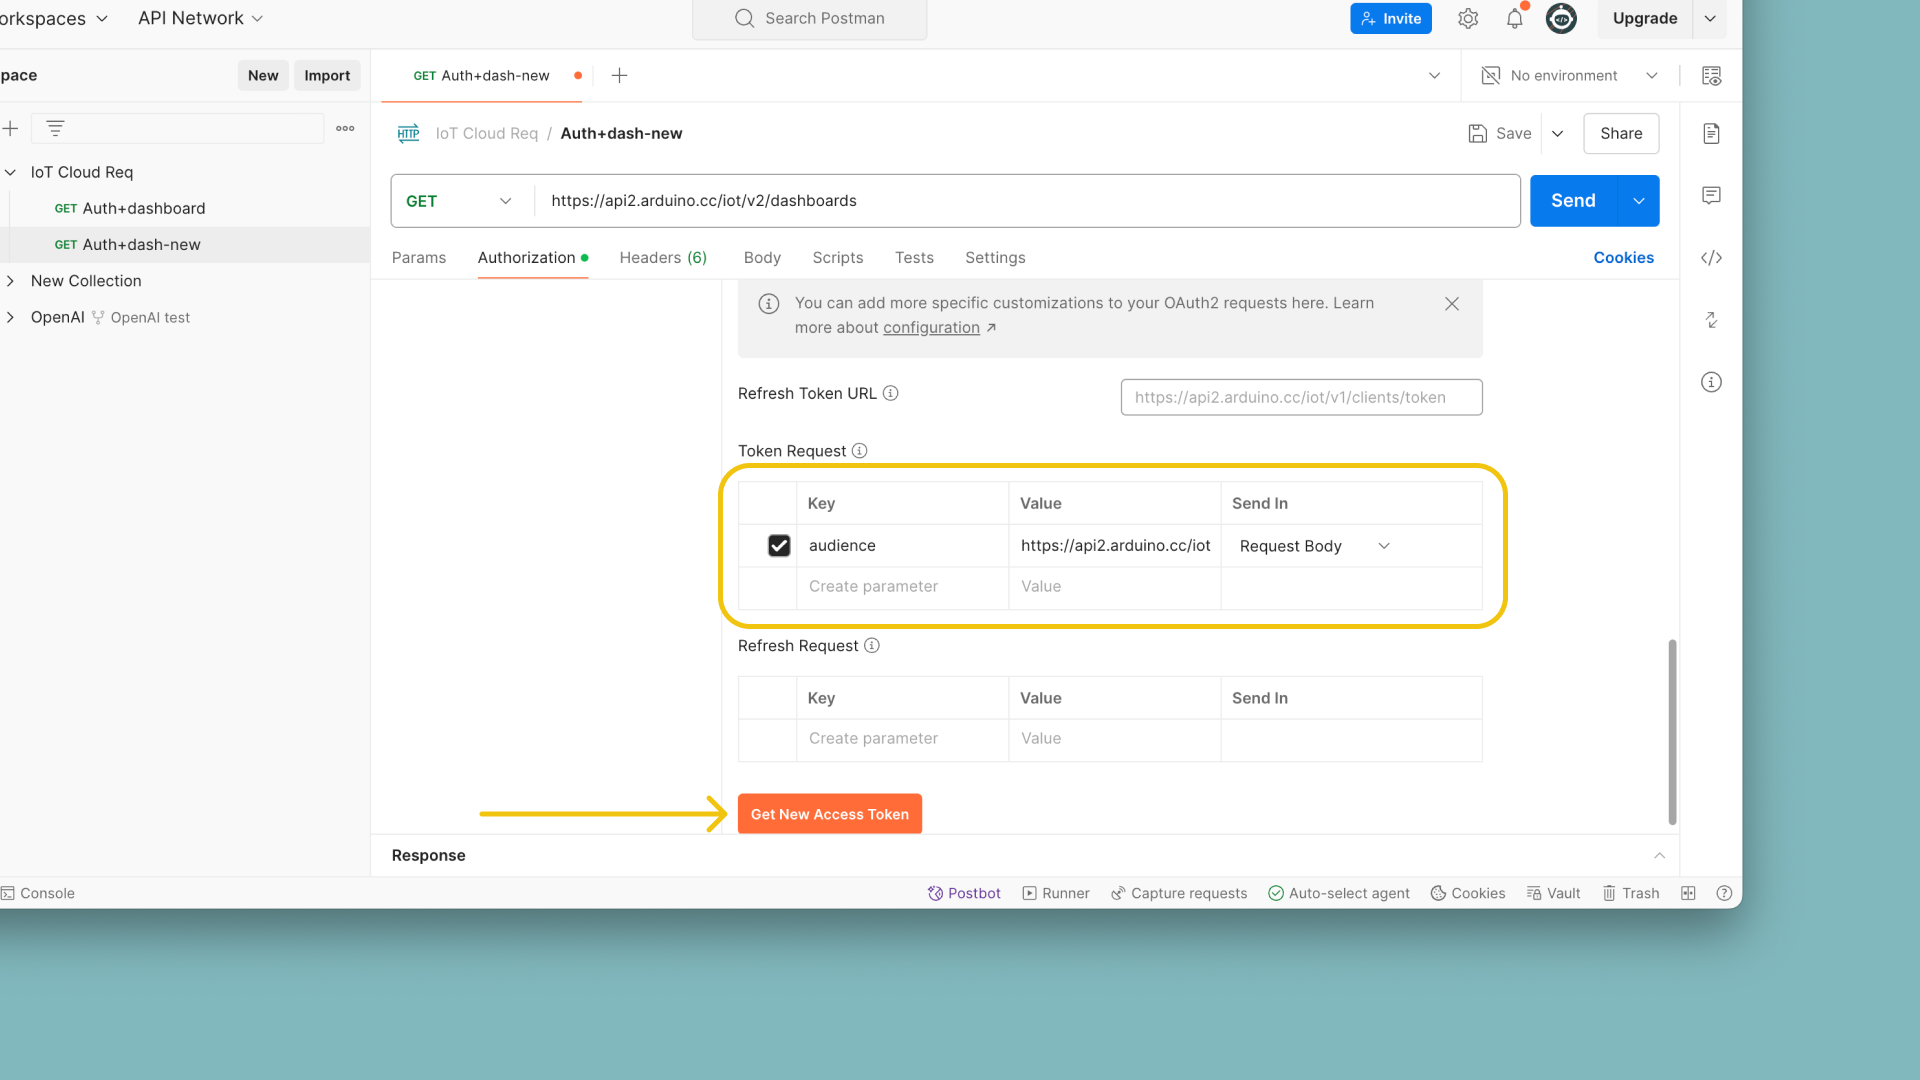 orkspaces API Network Search Postman Invite Upgrade
pace New Import GET Auth+dash-new No environment
HTTP IoT Cloud Req / Auth+dash-new Save Share
IoT Cloud Req
GET Auth+dashboard
GET Auth+dash-new
New Collection
OpenAI OpenAI test
GET https://api2.arduino.cc/iot/v2/dashboards Send
Params Authorization Headers (6) Body Scripts Tests Settings Cookies
You can add more specific customizations to your OAuth2 requests here. Learn
more about configuration ↗
Refresh Token URL https://api2.arduino.cc/iot/v1/clients/token
Token Request
Key Value Send In
audience https://api2.arduino.cc/iot Request Body
Create parameter Value
Refresh Request
Key Value Send In
Create parameter Value
Get New Access Token
Response
Console Postbot Runner Capture requests Auto-select agent Cookies Vault Trash